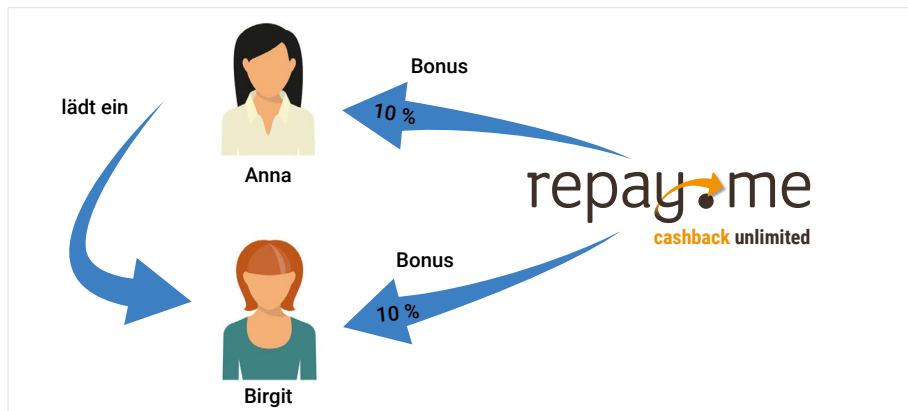 Bonus
10 %
lädt ein
Anna
repay.me
cashback unlimited
Bonus
10 %
Birgit